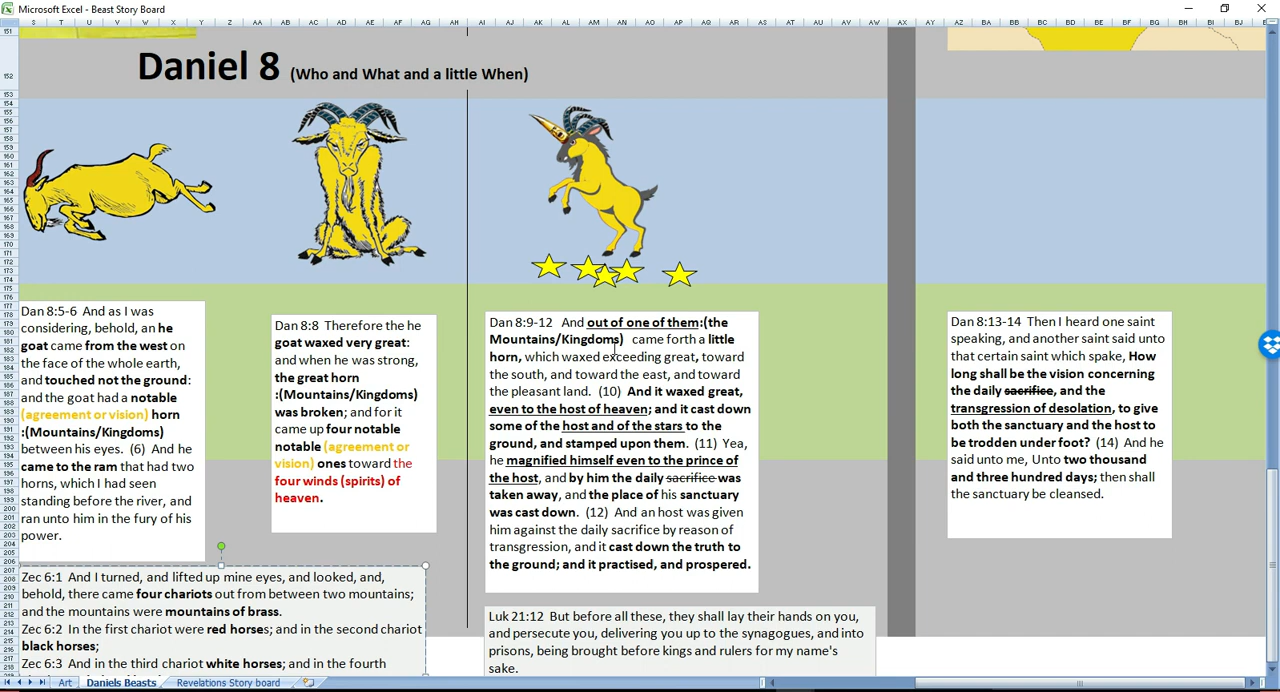 Microsoft Excel - Beast Story Board
Daniel 8 (Who and What and a little When)
Dan 8:5-6 And as I was
considering, behold, an he
goat came from the west on
the face of the whole earth,
and touched not the ground:
and the goat had a notable
(agreement or vision) horn
:(Mountains/Kingdoms)
between his eyes. (6) And he
came to the ram that had two
horns, which I had seen
standing before the river, and
ran unto him in the fury of his
power.
Dan 8:8 Therefore the he
goat waxed very great:
and when he was strong,
the great horn
:(Mountains/Kingdoms)
was broken; and for it
came up four notable
notable (agreement or
vision) ones toward the
four winds (spirits) of
heaven.
Dan 8:9-12 And out of one of them:(the
Mountains/Kingdoms) came forth a little
horn, which waxed exceeding great, toward
the south, and toward the east, and toward
the pleasant land. (10) And it waxed great,
even to the host of heaven; and it cast down
some of the host and of the stars to the
ground, and stamped upon them. (11) Yea,
he magnified himself even to the prince of
the host, and by him the daily sacrifice was
taken away, and the place of his sanctuary
was cast down. (12) And an host was given
him against the daily sacrifice by reason of
transgression, and it cast down the truth to
the ground; and it practised, and prospered.
Dan 8:13-14 Then I heard one saint
speaking, and another saint said unto
that certain saint which spake, How
long shall be the vision concerning
the daily sacrifice, and the
transgression of desolation, to give
both the sanctuary and the host to
be trodden under foot? (14) And he
said unto me, Unto two thousand
and three hundred days; then shall
the sanctuary be cleansed.
Zec 6:1 And I turned, and lifted up mine eyes, and looked, and,
behold, there came four chariots out from between two mountains;
and the mountains were mountains of brass.
Zec 6:2 In the first chariot were red horses; and in the second chariot
black horses;
Zec 6:3 And in the third chariot white horses; and in the fourth
Luk 21:12 But before all these, they shall lay their hands on you,
and persecute you, delivering you up to the synagogues, and into
prisons, being brought before kings and rulers for my name's
sake.
Art Daniels Beasts Revelations Story board